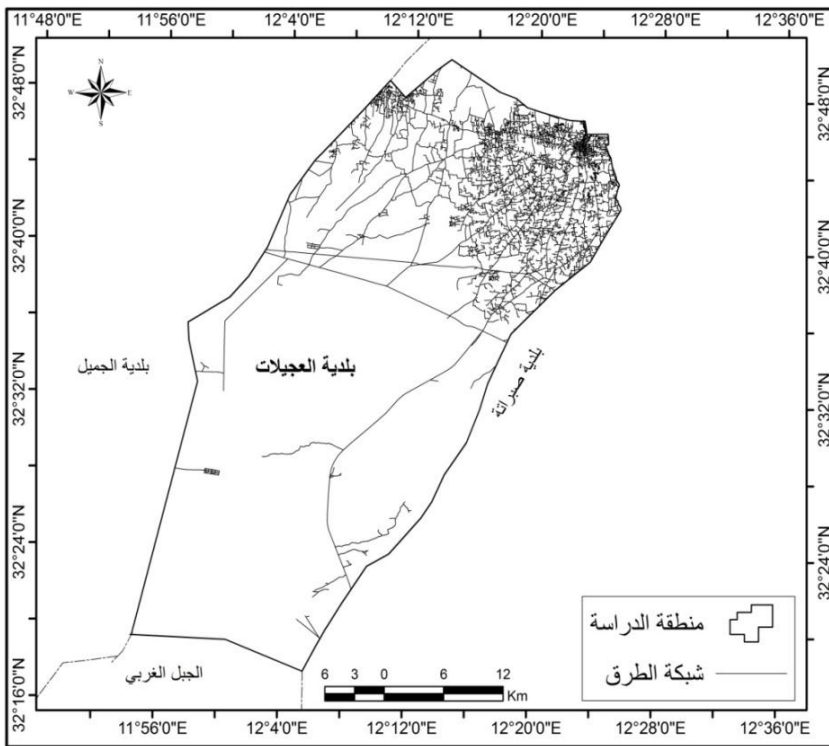 11°48'0"E 11°56'0"E 12°4'0"E 12°12'0"E 12°20'0"E 12°28'0"E 12°36'0"E
32°48'0"N
32°48'0"N
N
W E
S
32°40'0"N
32°40'0"N
بلدية الجميل
بلدية العجيلات
بلدية صبراتة
32°32'0"N
32°32'0"N
32°24'0"N
32°24'0"N
منطقة الدراسة
شبكة الطرق
الجبل الغربي
6 3 0 6 12
Km
32°16'0"N
32°16'0"N
11°56'0"E 12°4'0"E 12°12'0"E 12°20'0"E 12°28'0"E 12°36'0"E